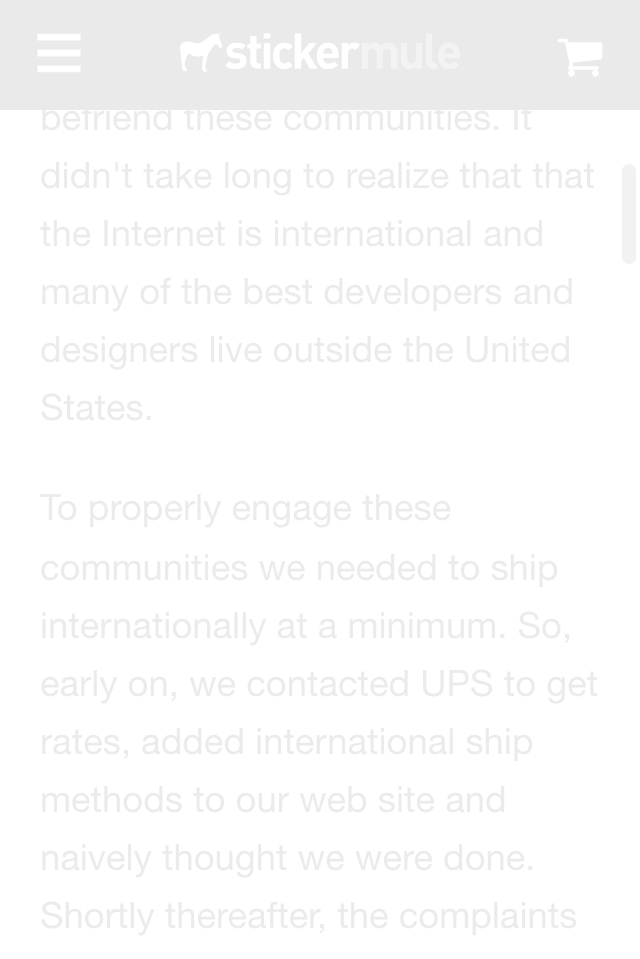 stickermule
befriend these communities. It
didn't take long to realize that that
the Internet is international and
many of the best developers and
designers live outside the United
States.
To properly engage these
communities we needed to ship
internationally at a minimum. So,
early on, we contacted UPS to get
rates, added international ship
methods to our web site and
naively thought we were done.
Shortly thereafter, the complaints